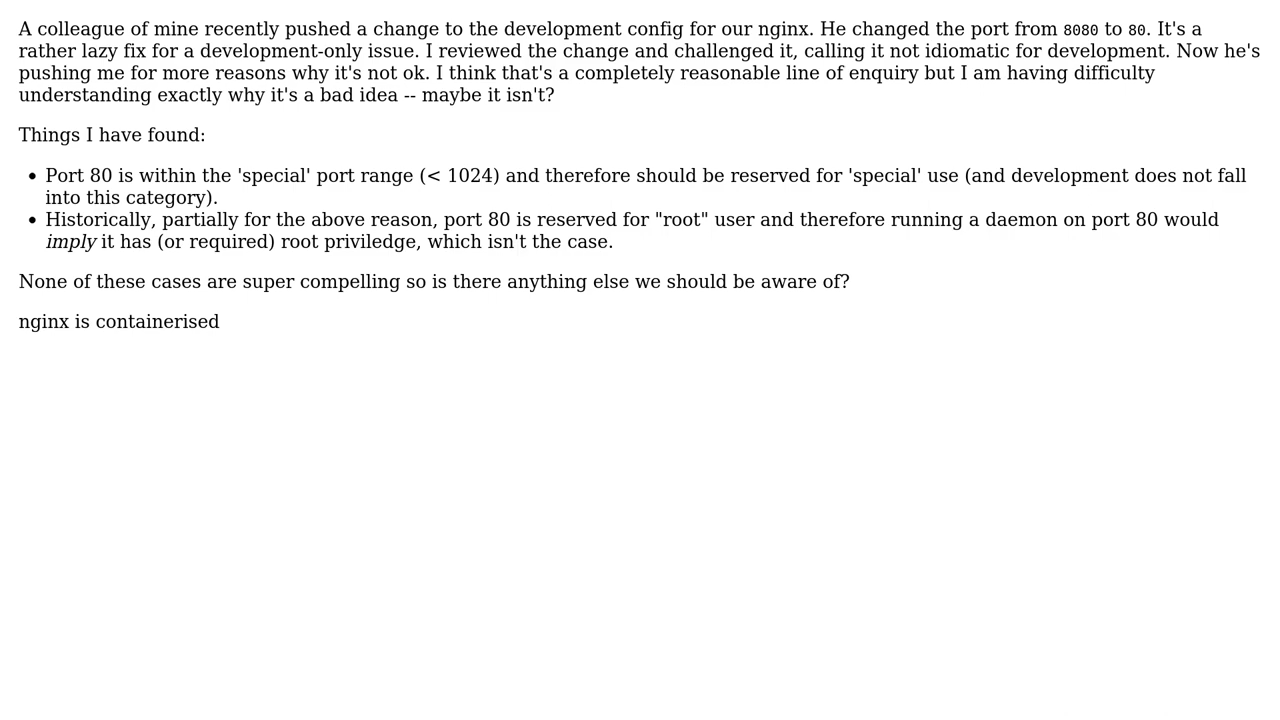 A colleague of mine recently pushed a change to the development config for our nginx. He changed the port from 8080 to 80. It's a
rather lazy fix for a development-only issue. I reviewed the change and challenged it, calling it not idiomatic for development. Now he's
pushing me for more reasons why it's not ok. I think that's a completely reasonable line of enquiry but I am having difficulty
understanding exactly why it's a bad idea -- maybe it isn't?
Things I have found:
• Port 80 is within the 'special' port range (< 1024) and therefore should be reserved for 'special' use (and development does not fall
into this category).
• Historically, partially for the above reason, port 80 is reserved for "root" user and therefore running a daemon on port 80 would
imply it has (or required) root priviledge, which isn't the case.
None of these cases are super compelling so is there anything else we should be aware of?
nginx is containerised